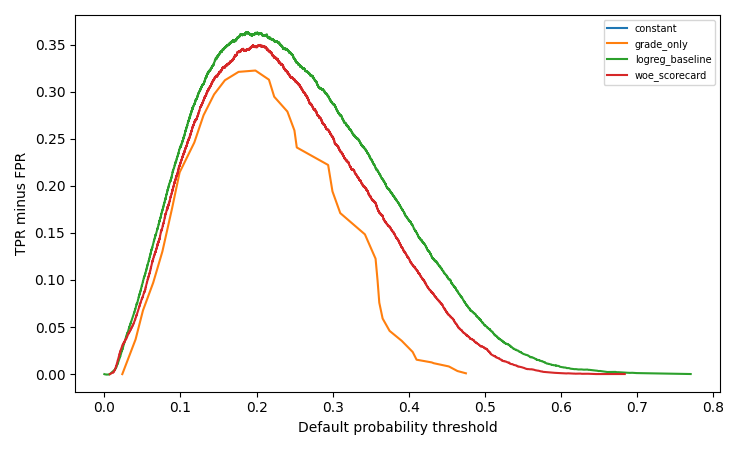 constant
grade_only
logreg_baseline
woe_scorecard
TPR minus FPR
0.35
0.30
0.25
0.20
0.15
0.10
0.05
0.00
0.0 0.1 0.2 0.3 0.4 0.5 0.6 0.7 0.8
Default probability threshold